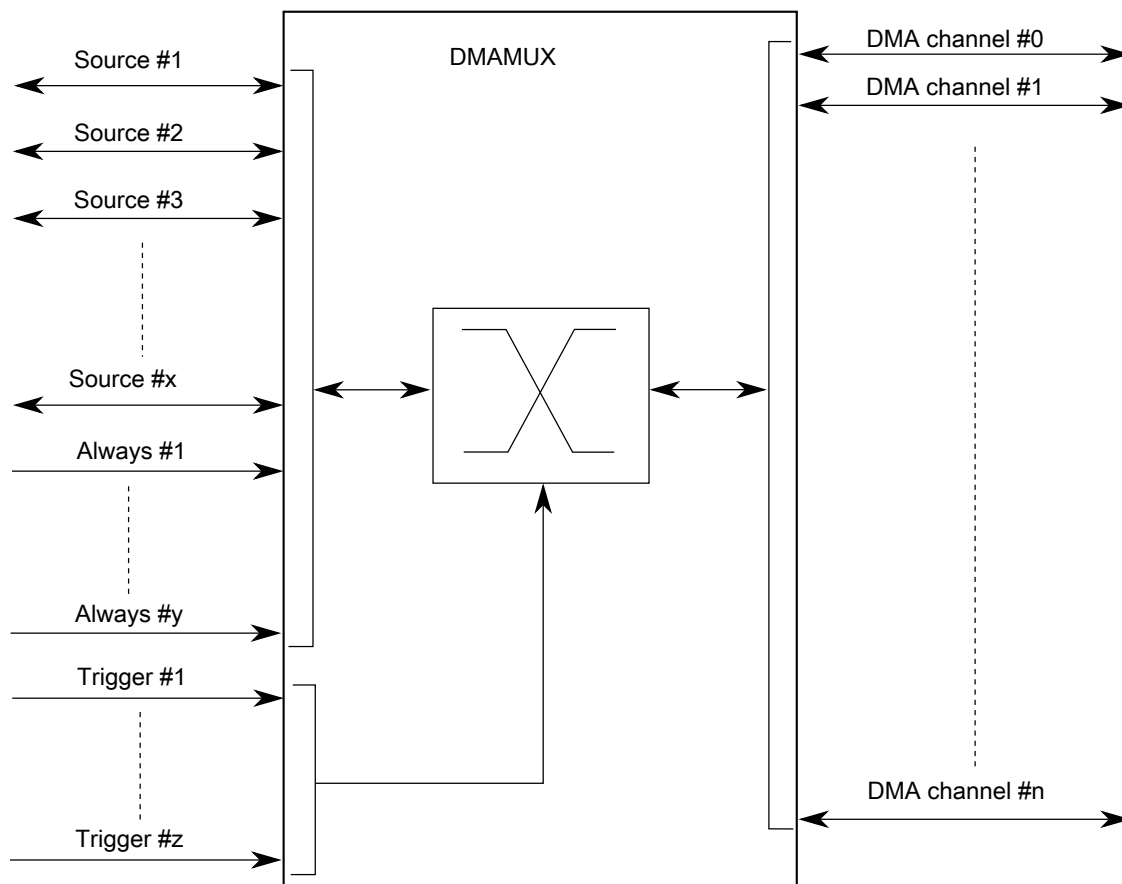 DMAMUX
Source #1
Source #2
Source #3
Source #x
Always #1
Always #y
Trigger #1
Trigger #z
DMA channel #0
DMA channel #1
DMA channel #n